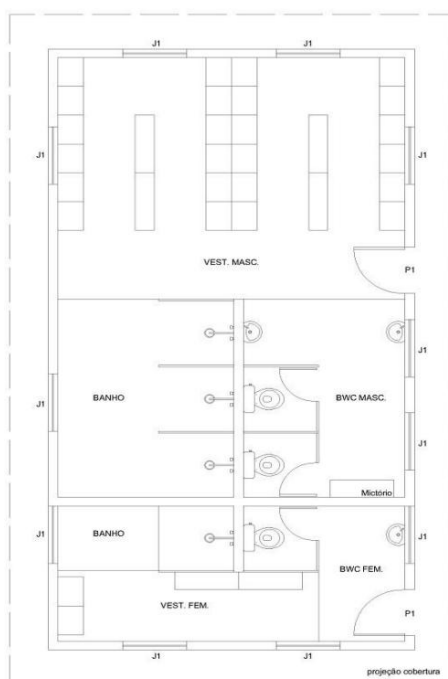 J1 J1
J1 J1
VEST. MASC.
P1
J1
J1 BANHO BWC MASC.
J1
Mictório
J1 BANHO J1
BWC FEM.
VEST. FEM. P1
J1 J1
projeção cobertura